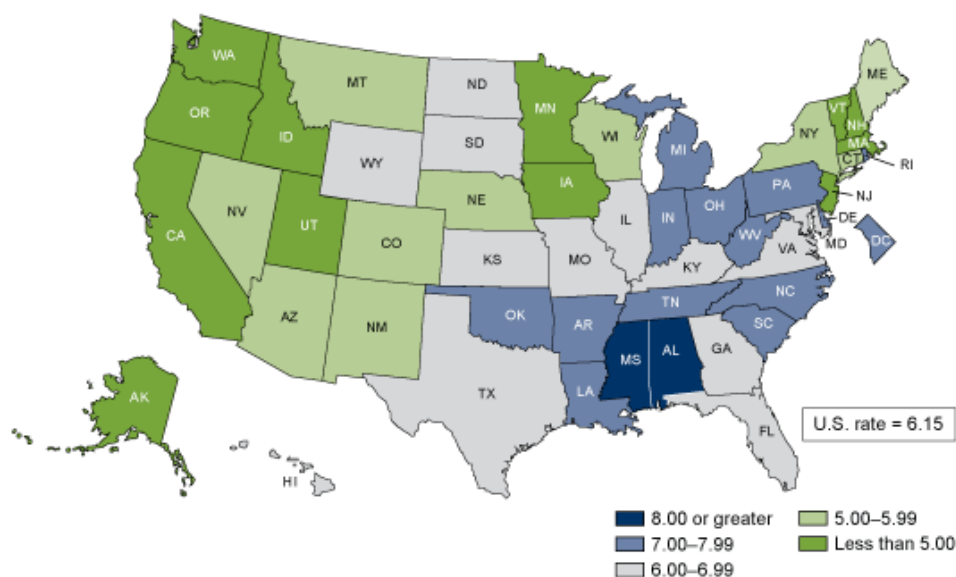 WA
MT
ND
MN
ME
OR
ID
SD
WI
MI
NY
VT
NH
MA
CT
RI
WY
IA
NE
PA
NJ
NV
UT
CO
IL
IN
OH
DE
MD
DC
CA
KS
MO
WV
VA
KY
AZ
NM
OK
AR
TN
NC
SC
MS
AL
GA
TX
LA
FL
AK
HI
U.S. rate = 6.15
8.00 or greater
7.00–7.99
6.00–6.99
5.00–5.99
Less than 5.00